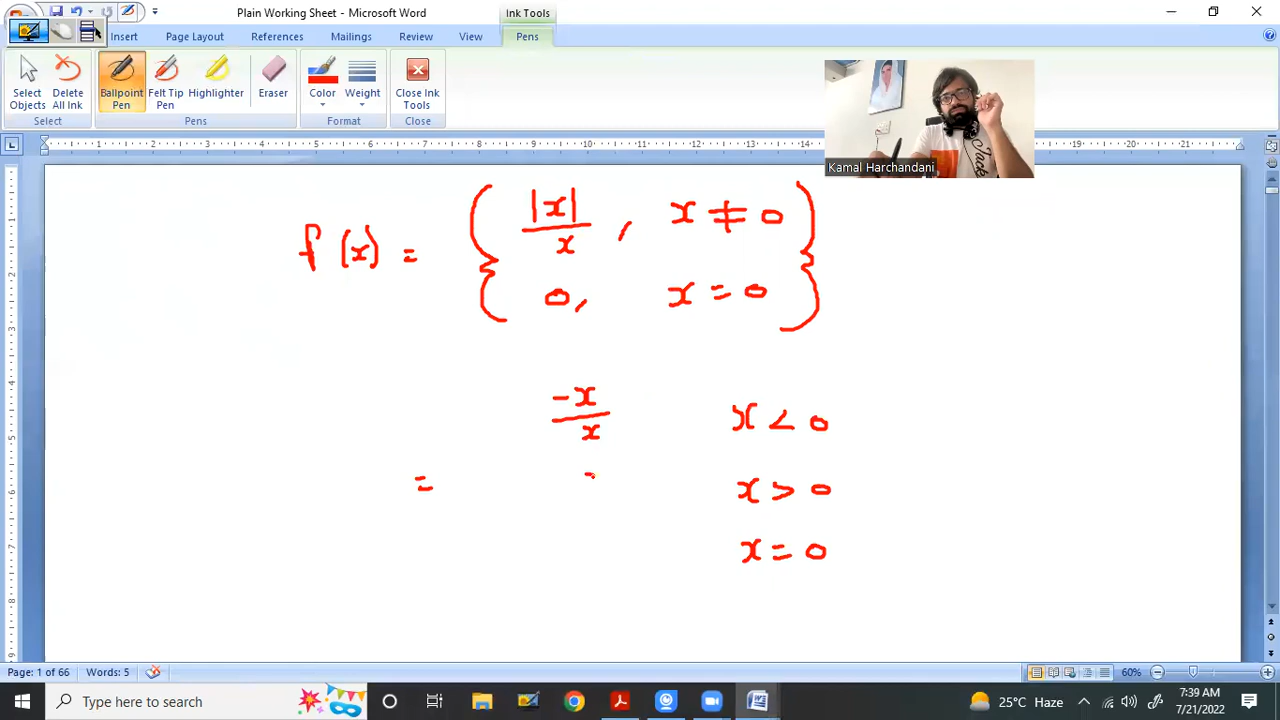 Plain Working Sheet - Microsoft Word
Ink Tools
Insert Page Layout References Mailings Review View Pens
Select Objects
Delete All Ink
Ballpoint Pen
Felt Tip Pen
Highlighter
Eraser
Color
Weight
Close Ink Tools
Select Pens Format Close
Kamal Harchandani
f(x) = { |x|/x , x ≠ 0
0, x = 0 }
-x/x x < 0
= x > 0
x = 0
Page: 1 of 66 Words: 5 60%
Type here to search
25°C Haze
7:39 AM
7/21/2022